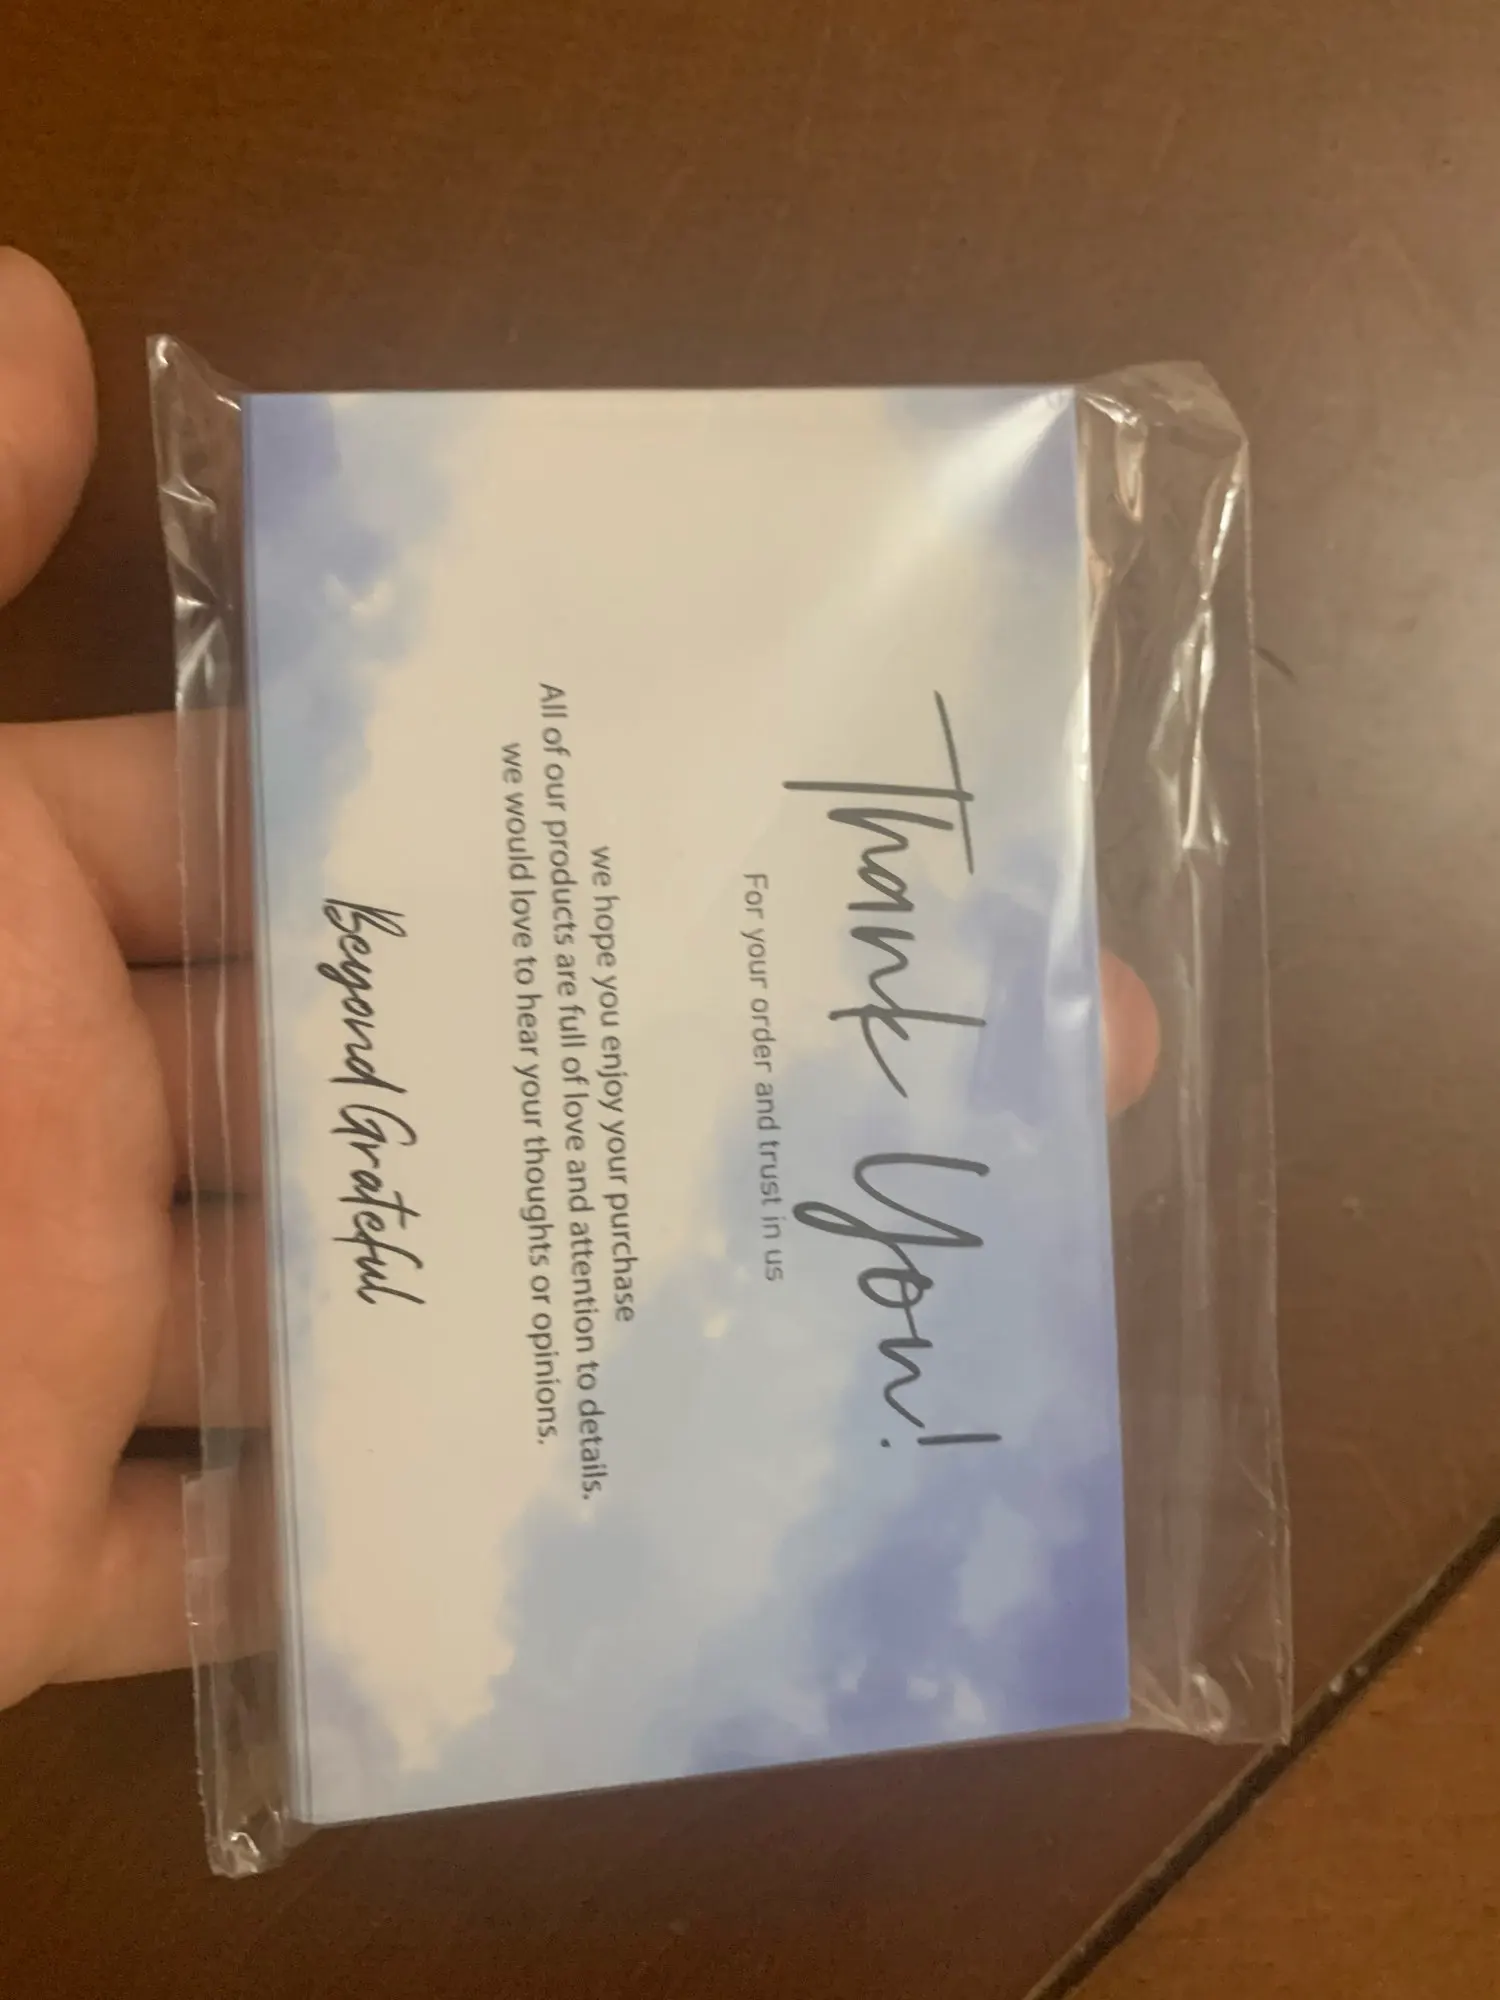 Thank You!
For your order and trust in us
we hope you enjoy your purchase
All of our products are full of love and attention to details.
we would love to hear your thoughts or opinions.
Beyond Grateful